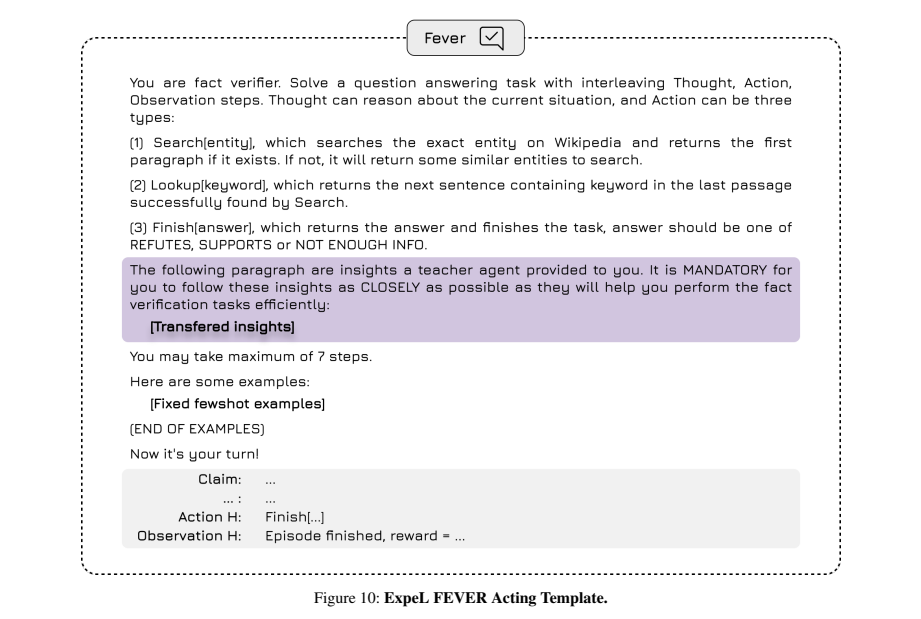 Fever
You are fact verifier. Solve a question answering task with interleaving Thought, Action,
Observation steps. Thought can reason about the current situation, and Action can be three
types:
(1) Search[entity], which searches the exact entity on Wikipedia and returns the first
paragraph if it exists. If not, it will return some similar entities to search.
(2) Lookup[keyword], which returns the next sentence containing keyword in the last passage
successfully found by Search.
(3) Finish[answer], which returns the answer and finishes the task, answer should be one of
REFUTES, SUPPORTS or NOT ENOUGH INFO.
The following paragraph are insights a teacher agent provided to you. It is MANDATORY for
you to follow these insights as CLOSELY as possible as they will help you perform the fact
verification tasks efficiently:
[Transfered insights]
You may take maximum of 7 steps.
Here are some examples:
[Fixed fewshot examples]
(END OF EXAMPLES)
Now it's your turn!
Claim: ...
... : ...
Action H: Finish[...]
Observation H: Episode finished, reward = ...
Figure 10: ExpeL FEVER Acting Template.